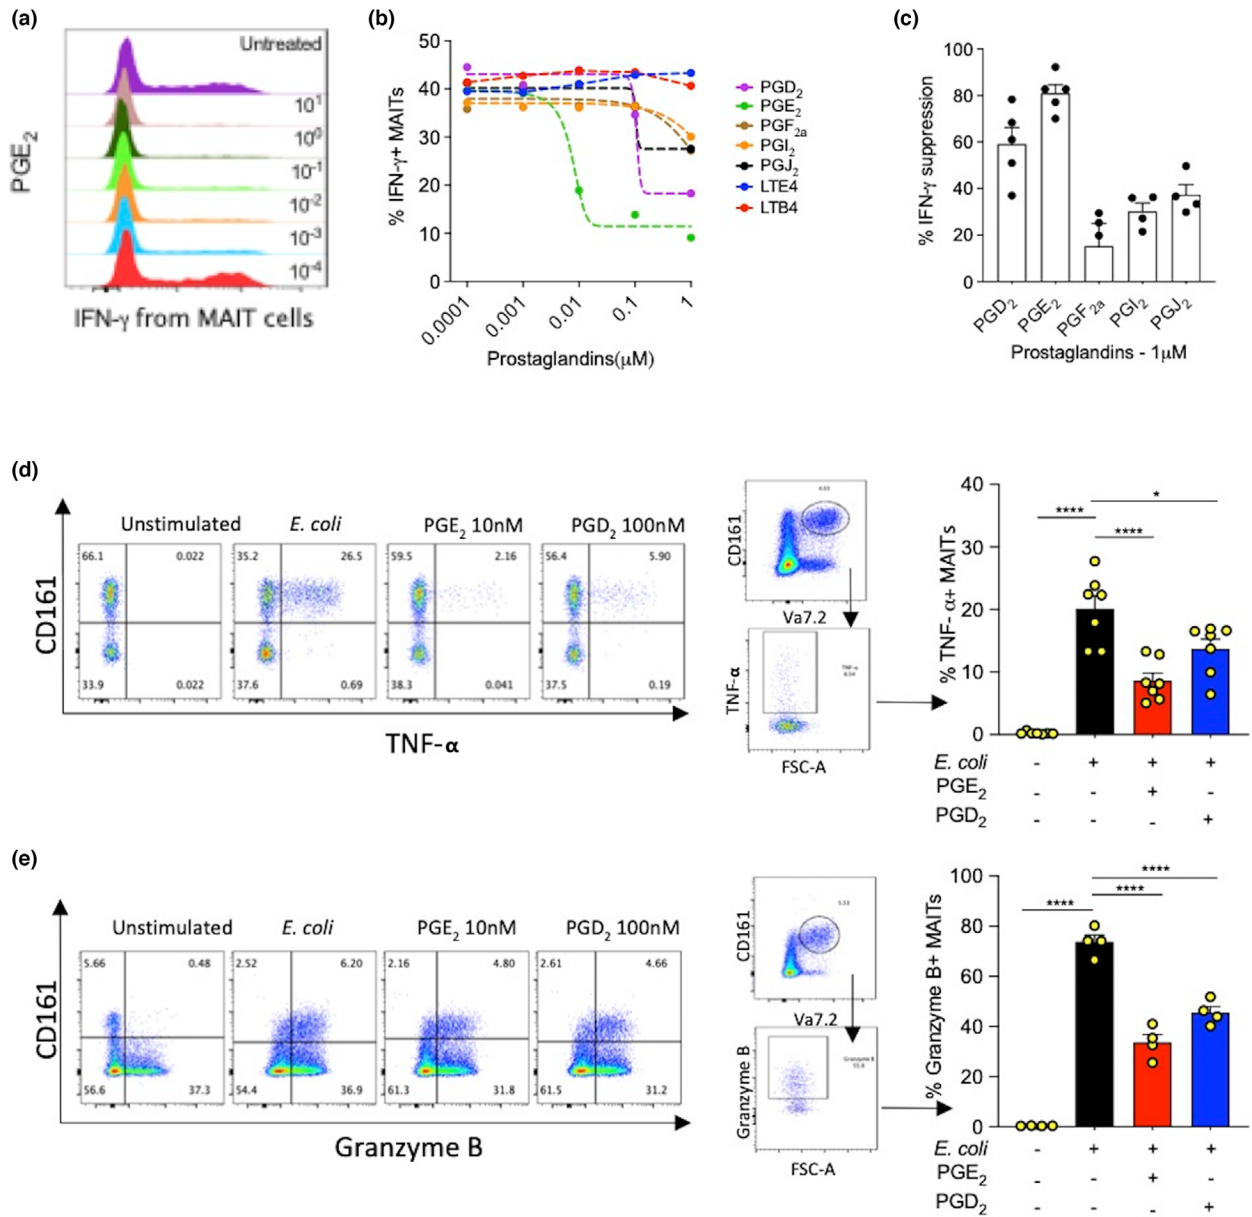 (a)
Untreated
10¹
10⁰
10⁻¹
10⁻²
10⁻³
10⁻⁴
PGE₂
IFN-γ from MAIT cells
(b)
% IFN-γ+ MAITs
50
40
30
20
10
0
0.0001
0.001
0.01
0.1
1
Prostaglandins(μM)
PGD₂
PGE₂
PGF₂ₐ
PGI₂
PGJ₂
LTE4
LTB4
(c)
% IFN-γ suppression
100
80
60
40
20
0
PGD₂
PGE₂
PGF₂ₐ
PGI₂
PGJ₂
Prostaglandins - 1μM
(d)
Unstimulated
E. coli
PGE₂ 10nM
PGD₂ 100nM
CD161
66.1 0.022
33.9 0.022
35.2 26.5
37.6 0.69
59.5 2.16
38.3 0.041
56.4 5.90
37.5 0.19
TNF-α
CD161
Va7.2
TNF-α
TNF-α
FSC-A
% TNF- α+ MAITs
40
30
20
10
0
****
****
*
E. coli - + + +
PGE₂ - - + -
PGD₂ - - - +
(e)
Unstimulated
E. coli
PGE₂ 10nM
PGD₂ 100nM
CD161
5.66 0.48
56.6 37.3
2.52 6.20
54.4 36.9
2.16 4.80
61.3 31.8
2.61 4.66
61.5 31.2
Granzyme B
CD161
Va7.2
Granzyme B
Granzyme B
FSC-A
% Granzyme B+ MAITs
100
80
60
40
20
0
****
****
****
E. coli - + + +
PGE₂ - - + -
PGD₂ - - - +